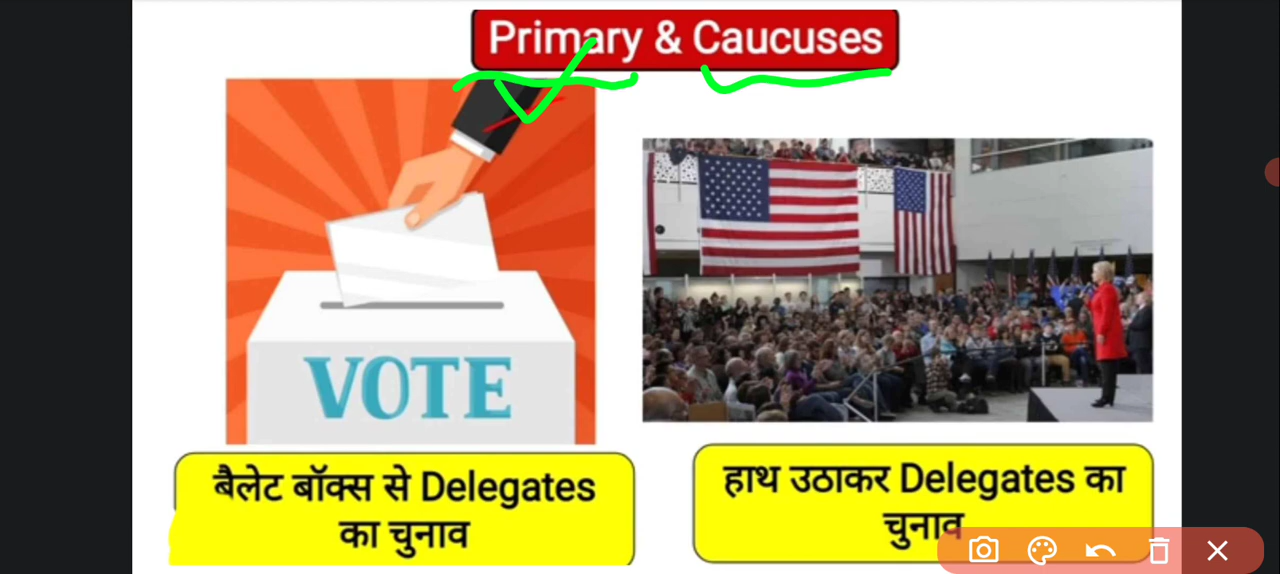 Primary & Caucuses
VOTE
बैलेट बॉक्स से Delegates
का चुनाव
हाथ उठाकर Delegates का
चुनाव